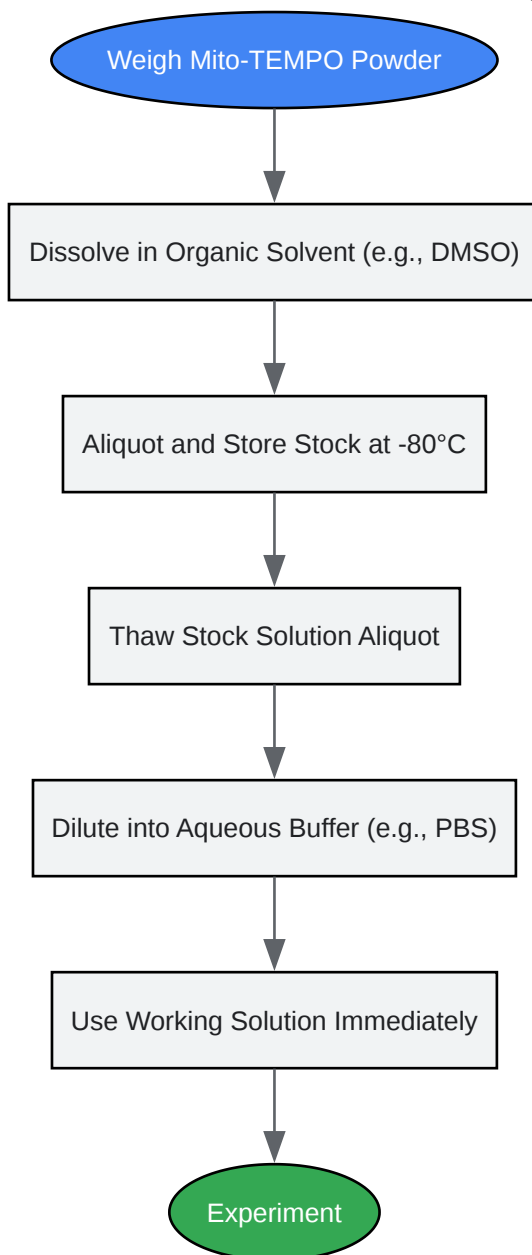 Weigh Mito-TEMPO Powder
Dissolve in Organic Solvent (e.g., DMSO)
Aliquot and Store Stock at -80°C
Thaw Stock Solution Aliquot
Dilute into Aqueous Buffer (e.g., PBS)
Use Working Solution Immediately
Experiment